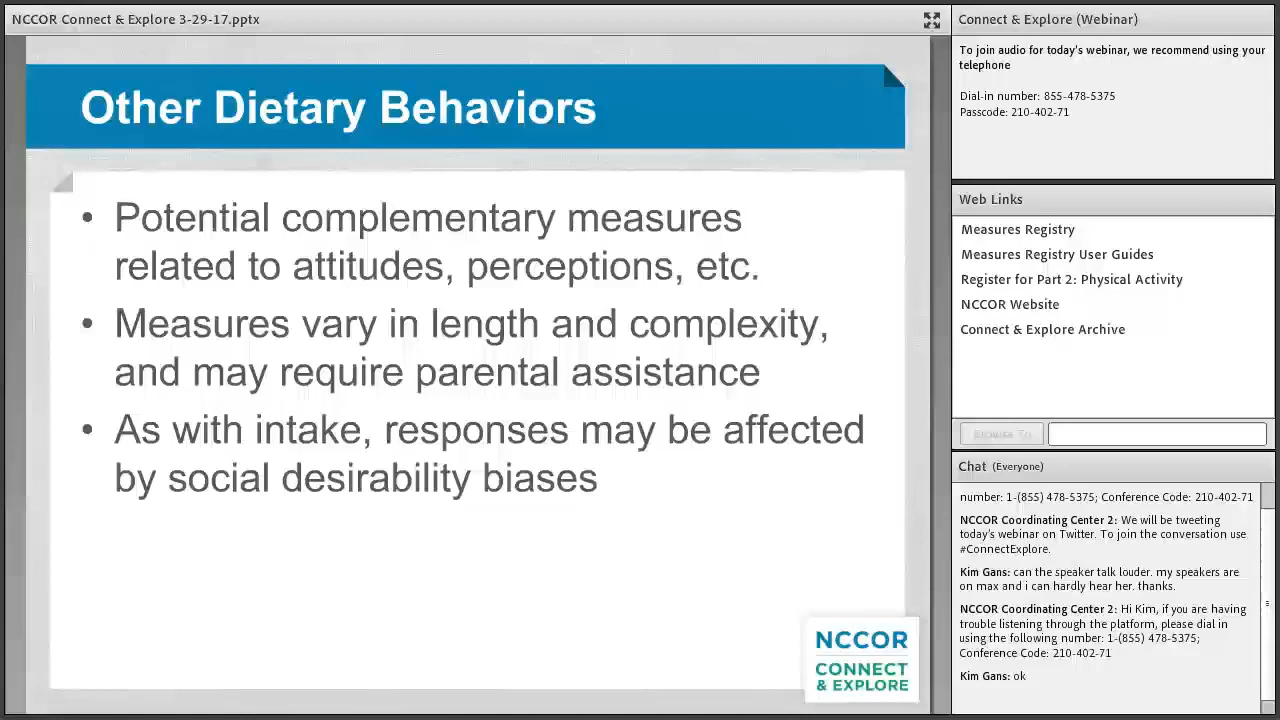 NCCOR Connect & Explore 3-29-17.pptx
Other Dietary Behaviors
• Potential complementary measures
related to attitudes, perceptions, etc.
• Measures vary in length and complexity,
and may require parental assistance
• As with intake, responses may be affected
by social desirability biases
NCCOR
CONNECT
& EXPLORE
Connect & Explore (Webinar)
To join audio for today's webinar, we recommend using your
telephone
Dial-in number: 855-478-5375
Passcode: 210-402-71
Web Links
Measures Registry
Measures Registry User Guides
Register for Part 2: Physical Activity
NCCOR Website
Connect & Explore Archive
Browse To
Chat (Everyone)
number: 1-(855) 478-5375; Conference Code: 210-402-71
NCCOR Coordinating Center 2: We will be tweeting
today's webinar on Twitter. To join the conversation use
#ConnectExplore.
Kim Gans: can the speaker talk louder. my speakers are
on max and i can hardly hear her. thanks.
NCCOR Coordinating Center 2: Hi Kim, if you are having
trouble listening through the platform, please dial in
using the following number: 1-(855) 478-5375;
Conference Code: 210-402-71
Kim Gans: ok